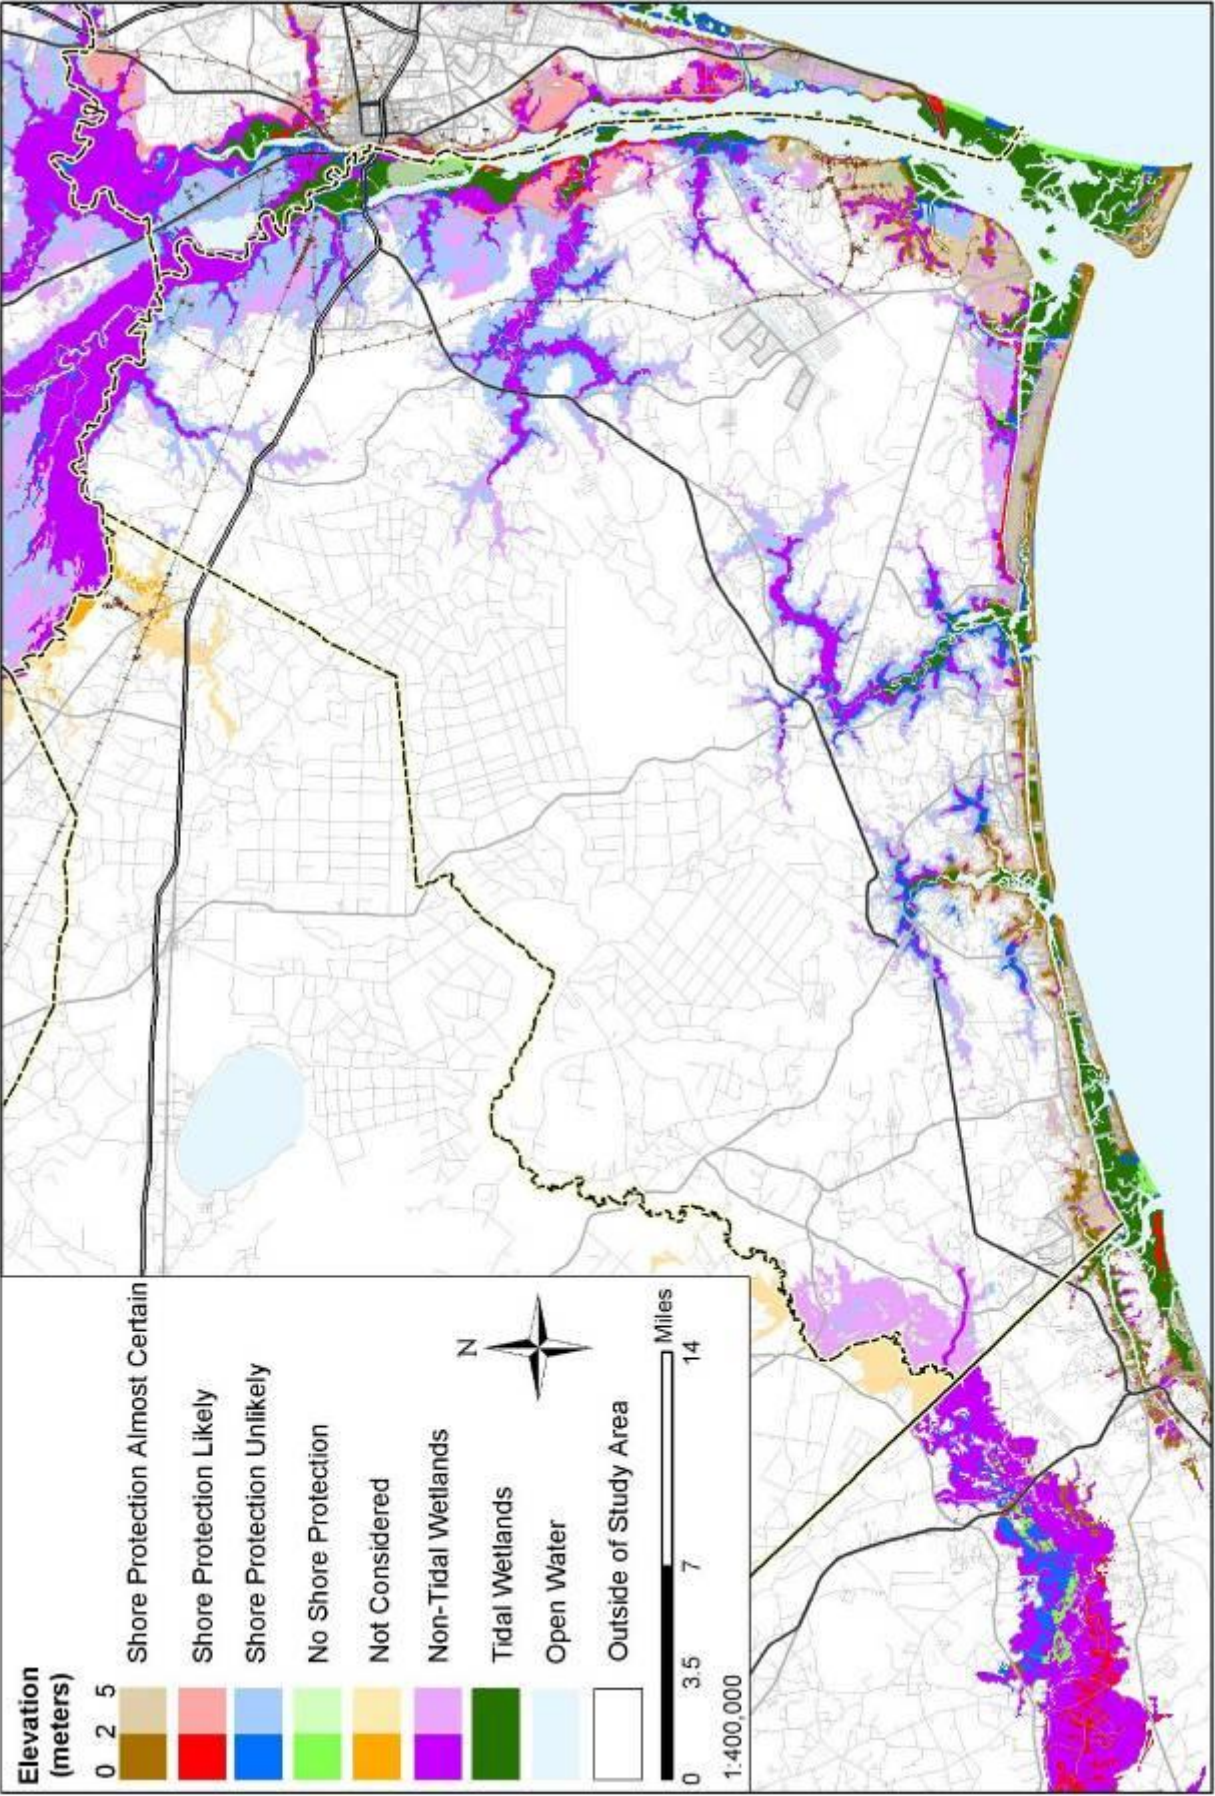 Elevation
(meters)
0 2 5
Shore Protection Almost Certain
Shore Protection Likely
Shore Protection Unlikely
No Shore Protection
Not Considered
Non-Tidal Wetlands
Tidal Wetlands
Open Water
Outside of Study Area
N
0 3.5 7 14 Miles
1:400,000